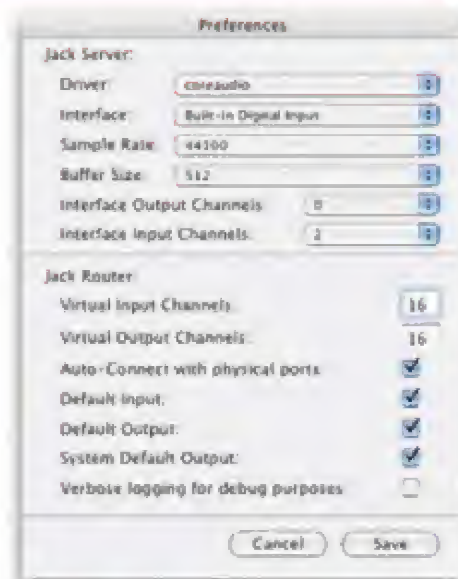 Preferences
Jack Server:
Driver: coreaudio
Interface: Built-in Digital Input
Sample Rate: 44100
Buffer Size: 512
Interface Output Channels: 0
Interface Input Channels: 2
Jack Router
Virtual Input Channels: 16
Virtual Output Channels: 16
Auto-Connect with physical ports
Default Input:
Default Output:
System Default Output:
Verbose logging for debug purposes
Cancel Save